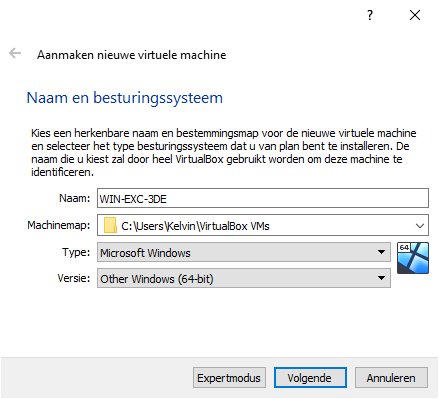 ?
Aanmaken nieuwe virtuele machine
Naam en besturingssysteem
Kies een herkenbare naam en bestemmingsmap voor de nieuwe virtuele machine
en selecteer het type besturingssysteem dat u van plan bent te installeren. De
naam die u kiest zal door heel VirtualBox gebruikt worden om deze machine te
identificeren.
Naam: WIN-EXC-3DE
Machinemap: C:\Users\Kelvin\VirtualBox VMs
Type: Microsoft Windows
64
Versie: Other Windows (64-bit)
Expertmodus Volgende Annuleren